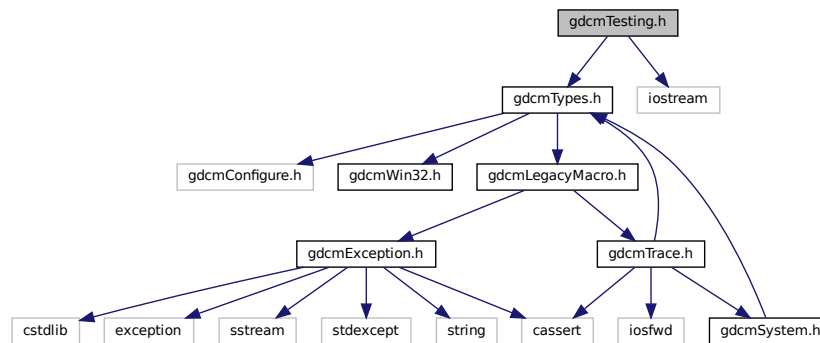 gdcmTesting.h
gdcmTypes.h
iostream
gdcmConfigure.h
gdcmWin32.h
gdcmLegacyMacro.h
gdcmException.h
gdcmTrace.h
cstdlib
exception
sstream
stdexcept
string
cassert
iosfwd
gdcmSystem.h